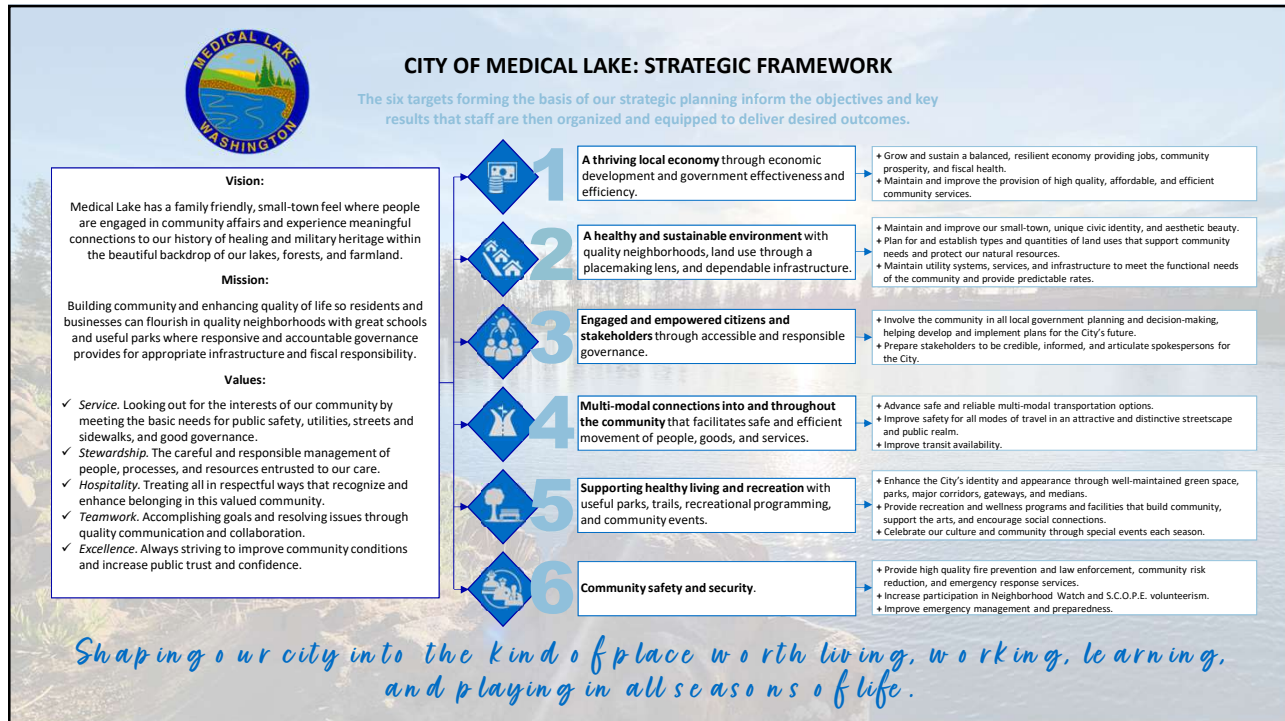 MEDICAL LAKE
WASHINGTON
CITY OF MEDICAL LAKE: STRATEGIC FRAMEWORK
The six targets forming the basis of our strategic planning inform the objectives and key
results that staff are then organized and equipped to deliver desired outcomes.
Vision:
Medical Lake has a family friendly, small-town feel where people
are engaged in community affairs and experience meaningful
connections to our history of healing and military heritage within
the beautiful backdrop of our lakes, forests, and farmland.
Mission:
Building community and enhancing quality of life so residents and
businesses can flourish in quality neighborhoods with great schools
and useful parks where responsive and accountable governance
provides for appropriate infrastructure and fiscal responsibility.
Values:
✓ Service. Looking out for the interests of our community by
meeting the basic needs for public safety, utilities, streets and
sidewalks, and good governance.
✓ Stewardship. The careful and responsible management of
people, processes, and resources entrusted to our care.
✓ Hospitality. Treating all in respectful ways that recognize and
enhance belonging in this valued community.
✓ Teamwork. Accomplishing goals and resolving issues through
quality communication and collaboration.
✓ Excellence. Always striving to improve community conditions
and increase public trust and confidence.
1
A thriving local economy through economic
development and government effectiveness and
efficiency.
+ Grow and sustain a balanced, resilient economy providing jobs, community
prosperity, and fiscal health.
+ Maintain and improve the provision of high quality, affordable, and efficient
community services.
2
A healthy and sustainable environment with
quality neighborhoods, land use through a
placemaking lens, and dependable infrastructure.
+ Maintain and improve our small-town, unique civic identity, and aesthetic beauty.
+ Plan for and establish types and quantities of land uses that support community
needs and protect our natural resources.
+ Maintain utility systems, services, and infrastructure to meet the functional needs
of the community and provide predictable rates.
3
Engaged and empowered citizens and
stakeholders through accessible and responsible
governance.
+ Involve the community in all local government planning and decision-making,
helping develop and implement plans for the City's future.
+ Prepare stakeholders to be credible, informed, and articulate spokespersons for
the City.
4
Multi-modal connections into and throughout
the community that facilitates safe and efficient
movement of people, goods, and services.
+ Advance safe and reliable multi-modal transportation options.
+ Improve safety for all modes of travel in an attractive and distinctive streetscape
and public realm.
+ Improve transit availability.
5
Supporting healthy living and recreation with
useful parks, trails, recreational programming,
and community events.
+ Enhance the City's identity and appearance through well-maintained green space,
parks, major corridors, gateways, and medians.
+ Provide recreation and wellness programs and facilities that build community,
support the arts, and encourage social connections.
+ Celebrate our culture and community through special events each season.
6
Community safety and security.
+ Provide high quality fire prevention and law enforcement, community risk
reduction, and emergency response services.
+ Increase participation in Neighborhood Watch and S.C.O.P.E. volunteerism.
+ Improve emergency management and preparedness.
Shaping our city into the kind of place worth living, working, learning,
and playing in all seasons of life.